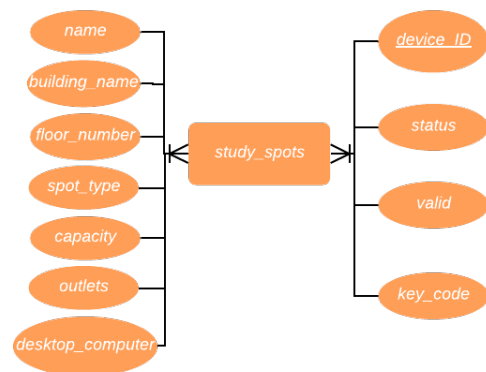 name
building_name
floor_number
spot_type
capacity
outlets
desktop_computer
study_spots
device_ID
status
valid
key_code